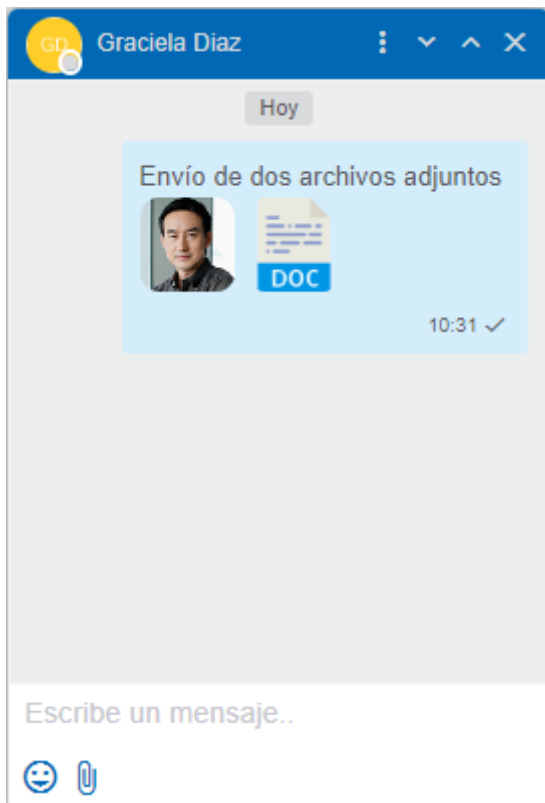 GD
Graciela Diaz
Hoy
Envío de dos archivos adjuntos
DOC
10:31
Escribe un mensaje..